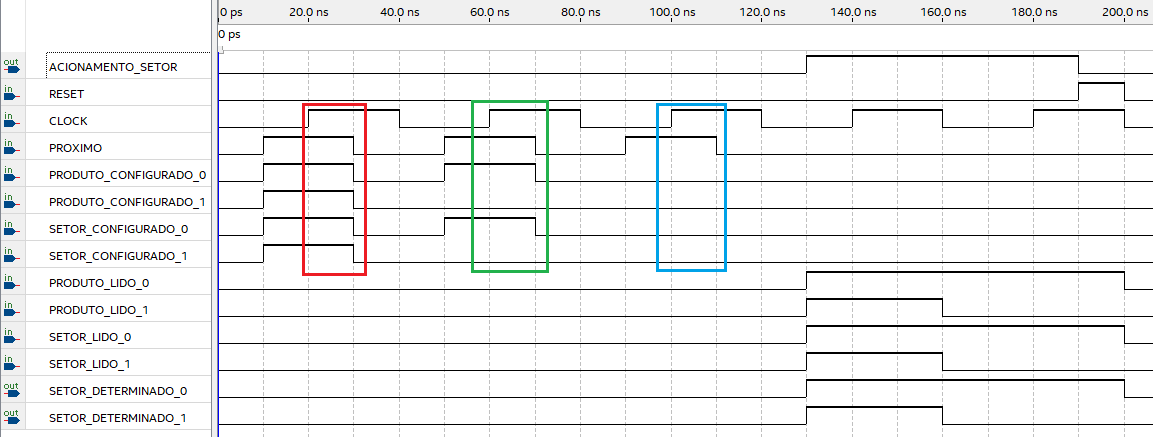 0 ps 20.0 ns 40.0 ns 60.0 ns 80.0 ns 100.0 ns 120.0 ns 140.0 ns 160.0 ns 180.0 ns 200.0 ns
0 ps
out ACIONAMENTO_SETOR
in RESET
in CLOCK
in PROXIMO
in PRODUTO_CONFIGURADO_0
in PRODUTO_CONFIGURADO_1
in SETOR_CONFIGURADO_0
in SETOR_CONFIGURADO_1
in PRODUTO_LIDO_0
in PRODUTO_LIDO_1
in SETOR_LIDO_0
in SETOR_LIDO_1
out SETOR_DETERMINADO_0
out SETOR_DETERMINADO_1